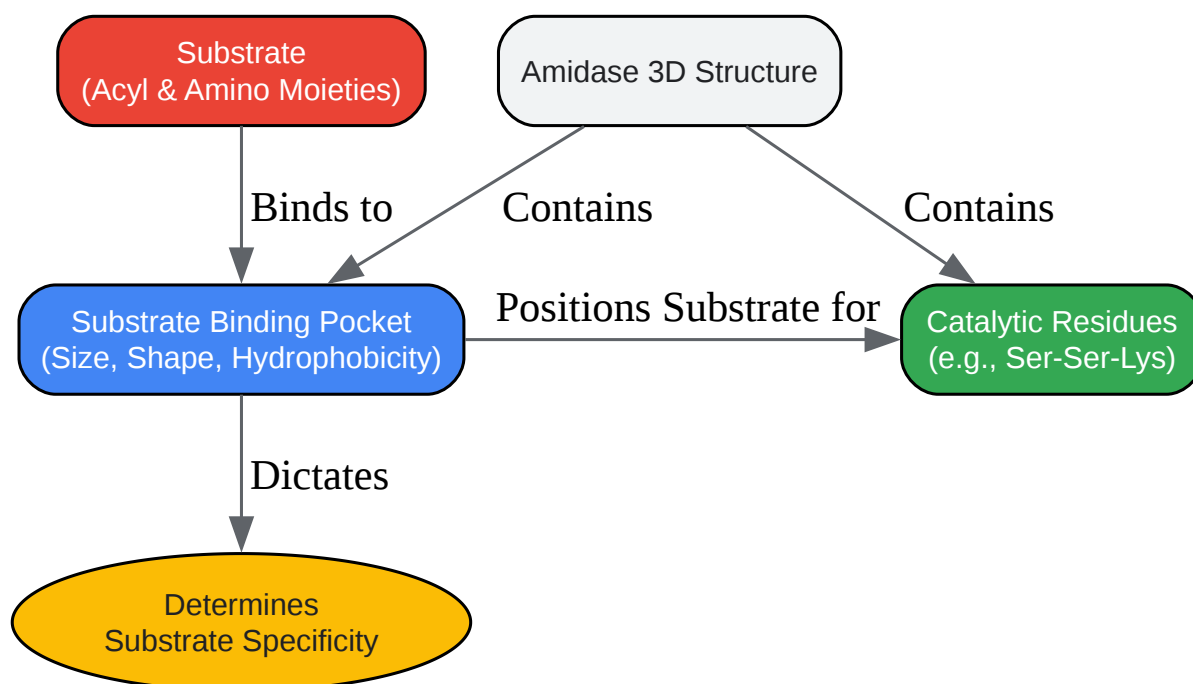 Substrate
(Acyl & Amino Moieties)
Amidase 3D Structure
Binds to
Contains
Contains
Substrate Binding Pocket
(Size, Shape, Hydrophobicity)
Positions Substrate for
Catalytic Residues
(e.g., Ser-Ser-Lys)
Dictates
Determines
Substrate Specificity